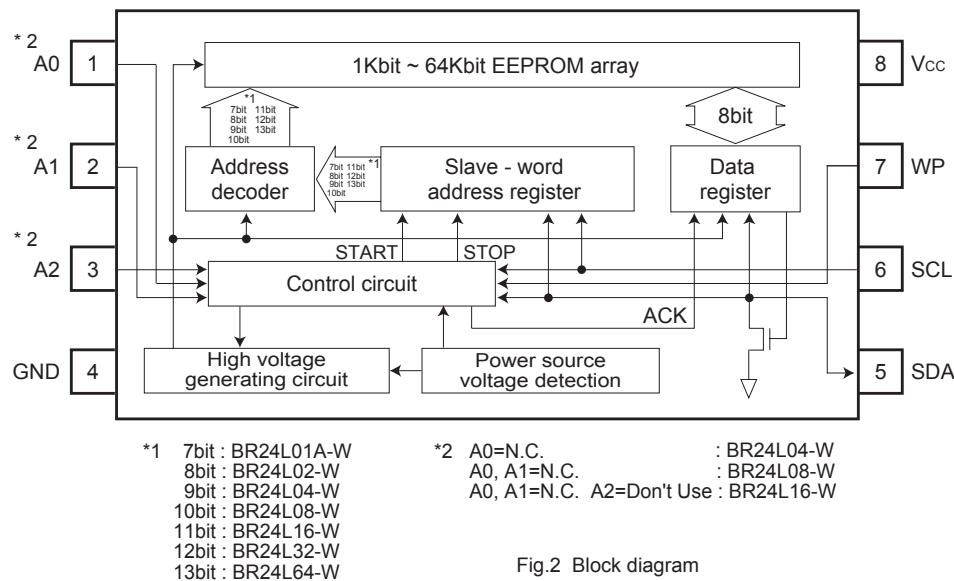 * 2
A0 1
1Kbit ~ 64Kbit EEPROM array
8 Vcc
*1
7bit 11bit
8bit 12bit
9bit 13bit
10bit
8bit
* 2
A1 2
Address
decoder
7bit 11bit *1
8bit 12bit
9bit 13bit
10bit
Slave - word
address register
Data
register
7 WP
* 2
A2 3
START
STOP
Control circuit
6 SCL
ACK
GND 4
High voltage
generating circuit
Power source
voltage detection
5 SDA
*1 7bit : BR24L01A-W
8bit : BR24L02-W
9bit : BR24L04-W
10bit : BR24L08-W
11bit : BR24L16-W
12bit : BR24L32-W
13bit : BR24L64-W
*2 A0=N.C. : BR24L04-W
A0, A1=N.C. : BR24L08-W
A0, A1=N.C. A2=Don't Use : BR24L16-W
Fig.2 Block diagram